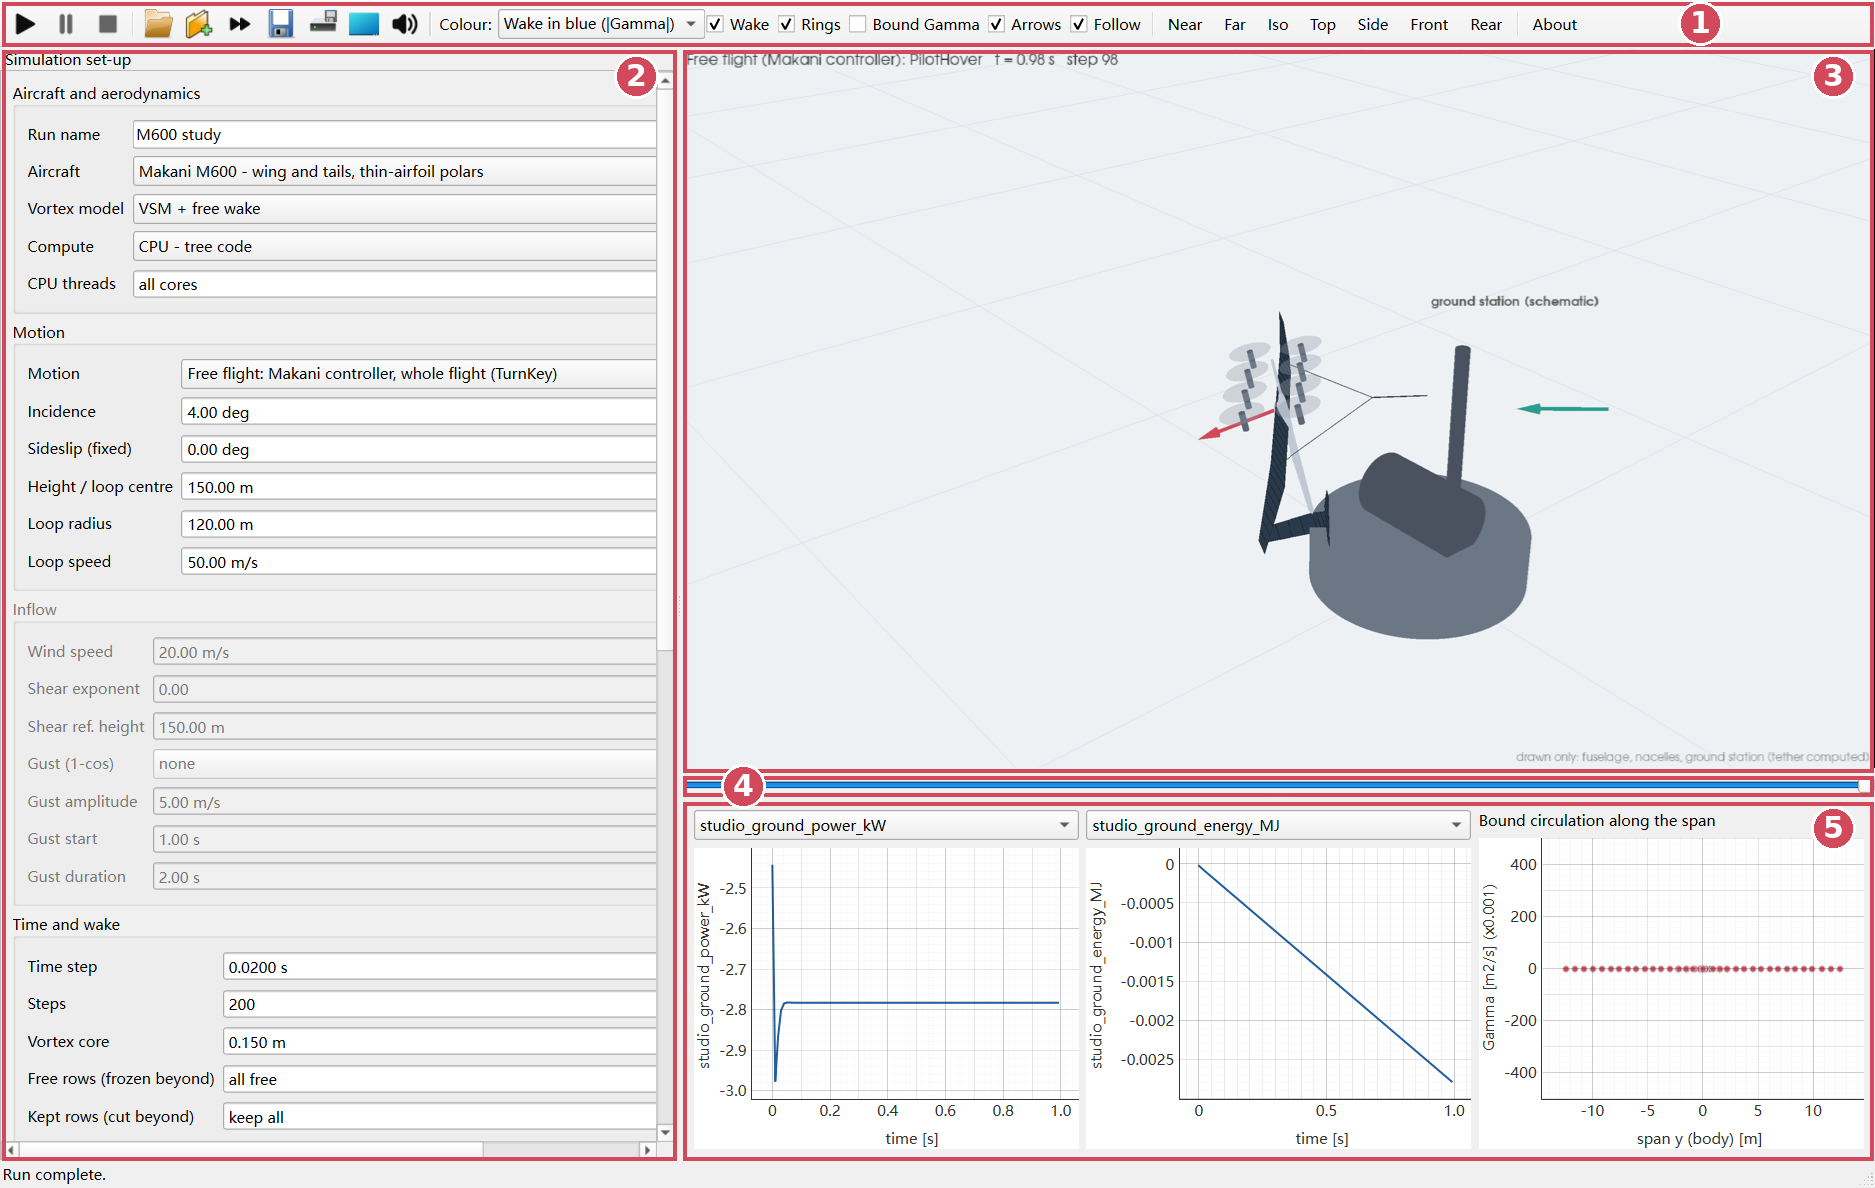 Colour: Wake in blue (|Gamma|) Wake Rings Bound Gamma Arrows Follow Near Far Iso Top Side Front Rear About
1
Simulation set-up
2
Aircraft and aerodynamics
Run name M600 study
Aircraft Makani M600 - wing and tails, thin-airfoil polars
Vortex model VSM + free wake
Compute CPU - tree code
CPU threads all cores
Motion
Motion Free flight: Makani controller, whole flight (TurnKey)
Incidence 4.00 deg
Sideslip (fixed) 0.00 deg
Height / loop centre 150.00 m
Loop radius 120.00 m
Loop speed 50.00 m/s
Inflow
Wind speed 20.00 m/s
Shear exponent 0.00
Shear ref. height 150.00 m
Gust (1-cos) none
Gust amplitude 5.00 m/s
Gust start 1.00 s
Gust duration 2.00 s
Time and wake
Time step 0.0200 s
Steps 200
Vortex core 0.150 m
Free rows (frozen beyond) all free
Kept rows (cut beyond) keep all
Run complete.
Free flight (Makani controller): PilotHover t = 0.98 s step 98
3
ground station (schematic)
drawn only: fuselage, nacelles, ground station (tether computed)
4
studio_ground_power_kW
studio_ground_power_kW
-2.5
-2.6
-2.7
-2.8
-2.9
-3.0
0 0.2 0.4 0.6 0.8 1.0
time [s]
studio_ground_energy_MJ
studio_ground_energy_MJ
0
-0.0005
-0.001
-0.0015
-0.002
-0.0025
0 0.5 1.0
time [s]
Bound circulation along the span
5
Gamma [m2/s] (x0.001)
400
200
0
-200
-400
-10 -5 0 5 10
span y (body) [m]